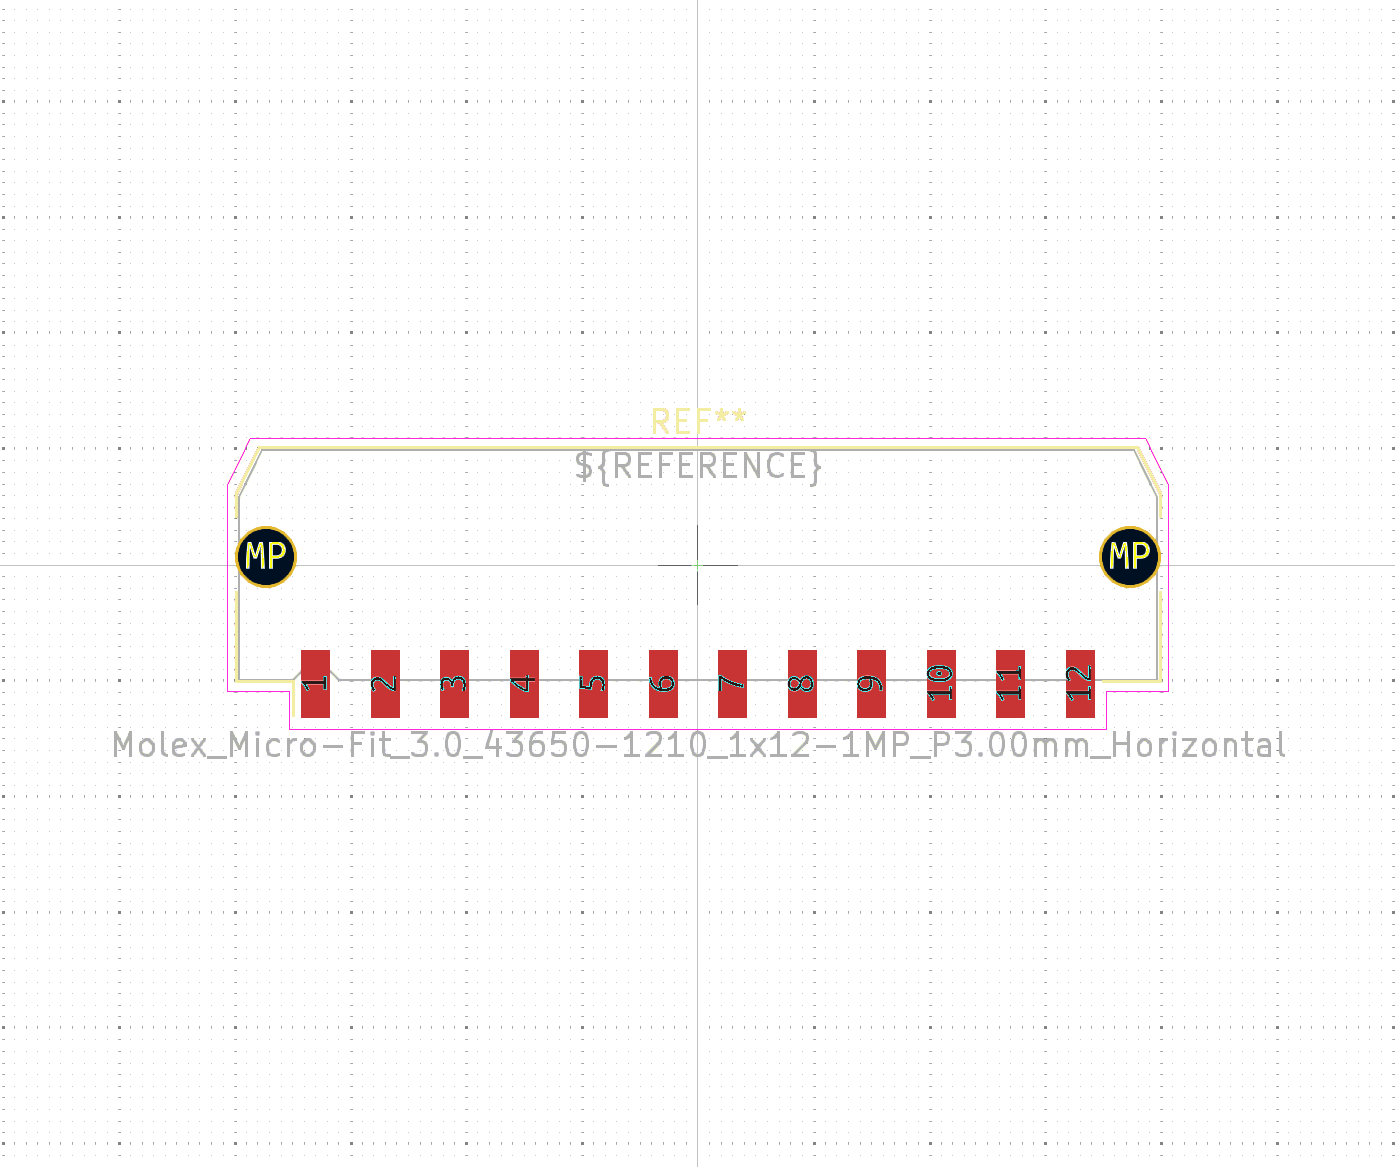 REF**
${REFERENCE}
MP MP
1 2 3 4 5 6 7 8 9 10 11 12
Molex_Micro-Fit_3.0_43650-1210_1x12-1MP_P3.00mm_Horizontal